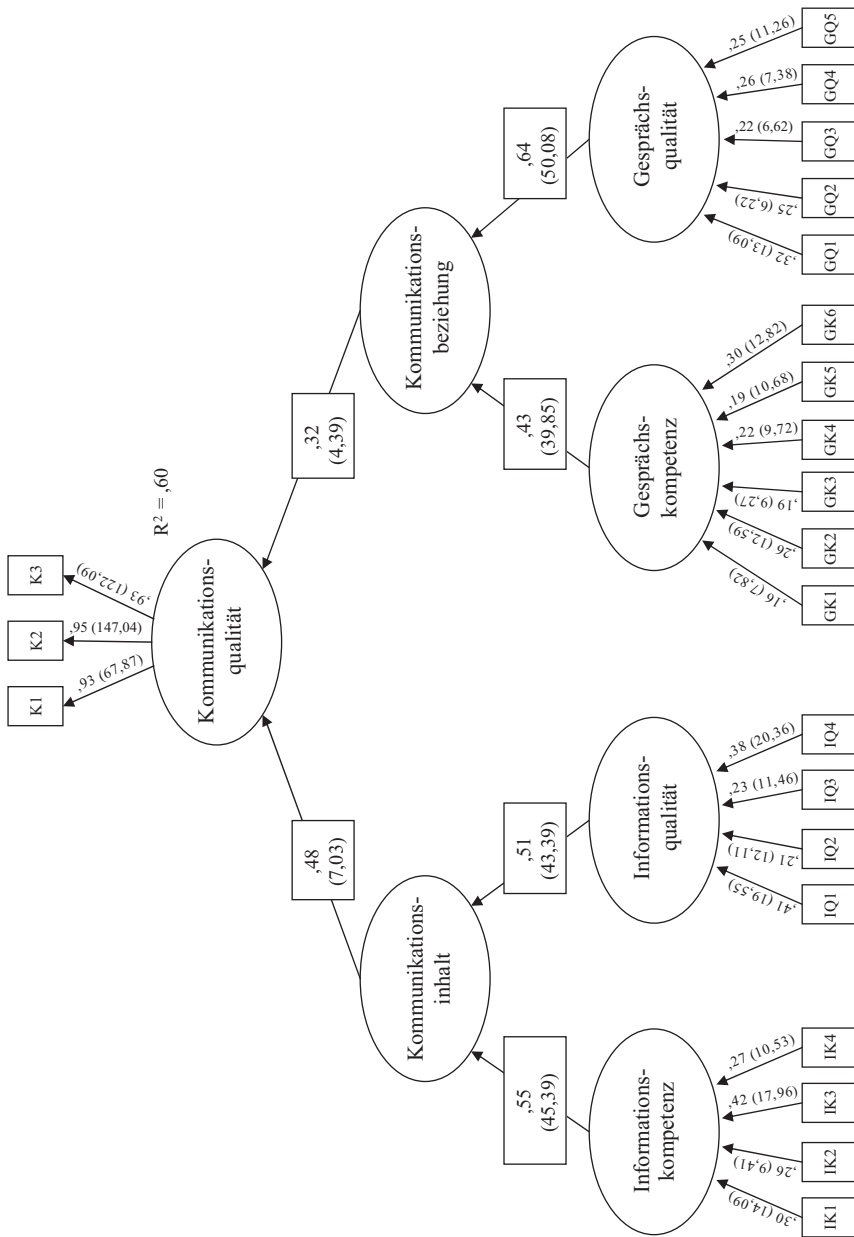 K1
K2
K3
,93 (67,87)
,95 (147,04)
,93 (122,09)
R² = ,60
Kommunikations-
qualität
,48
(7,03)
,32
(4,39)
Kommunikations-
inhalt
Kommunikations-
beziehung
,55
(45,39)
,51
(43,39)
,43
(39,85)
,64
(50,08)
Informations-
kompetenz
Informations-
qualität
Gesprächs-
kompetenz
Gesprächs-
qualität
,30 (14,09)
,26 (9,41)
,42 (17,96)
,27 (10,53)
,41 (19,55)
,21 (12,11)
,23 (11,46)
,38 (20,36)
,16 (7,82)
,26 (12,59)
,19 (9,27)
,22 (9,72)
,19 (10,68)
,30 (12,82)
,32 (13,09)
,25 (6,22)
,22 (6,62)
,26 (7,38)
,25 (11,26)
IK1
IK2
IK3
IK4
IQ1
IQ2
IQ3
IQ4
GK1
GK2
GK3
GK4
GK5
GK6
GQ1
GQ2
GQ3
GQ4
GQ5